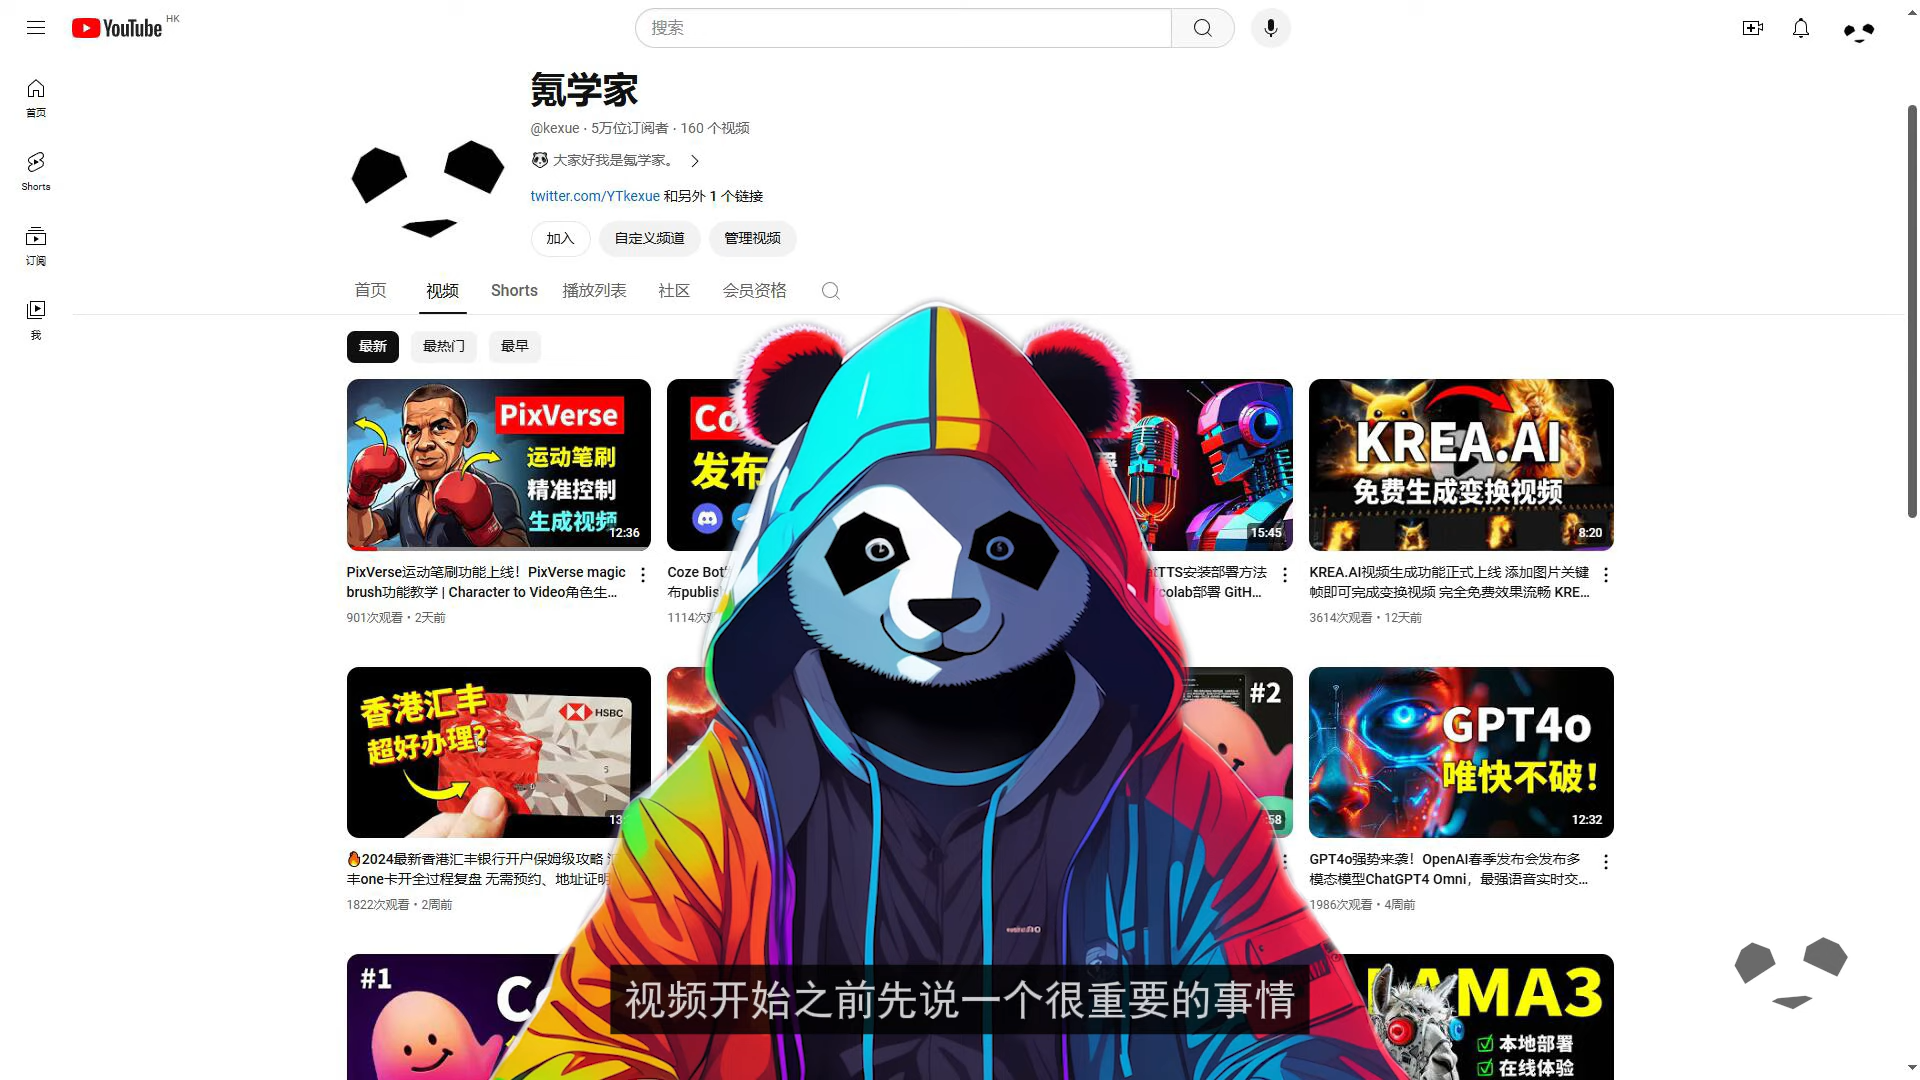 YouTube HK
搜索
首页
Shorts
订阅
我
氪学家
@kexue · 5万位订阅者 · 160 个视频
大家好我是氪学家。
twitter.com/YTkexue 和另外 1 个链接
加入 自定义频道 管理视频
首页 视频 Shorts 播放列表 社区 会员资格
最新 最热门 最早
PixVerse
运动笔刷
精准控制
生成视频
12:36
PixVerse运动笔刷功能上线！PixVerse magic
brush功能教学 | Character to Video角色生...
901次观看 · 2天前
Co
发布
Coze Bot
布publis
1114次
15:45
TTS安装部署方法
colab部署 GitH...
KREA.AI
免费生成变换视频
8:20
KREA.AI视频生成功能正式上线 添加图片关键
帧即可完成变换视频 完全免费效果流畅 KRE...
3614次观看 · 12天前
香港汇丰
超好办理?
HSBC
13:
🔥2024最新香港汇丰银行开户保姆级攻略
丰one卡开全过程复盘 无需预约、地址证明
1822次观看 · 2周前
#2
:58
GPT4o
唯快不破！
12:32
GPT4o强势来袭！OpenAI春季发布会发布多
模态模型ChatGPT4 Omni，最强语音实时交...
1986次观看 · 4周前
#1
C
AMA3
本地部署
在线体验
视频开始之前先说一个很重要的事情